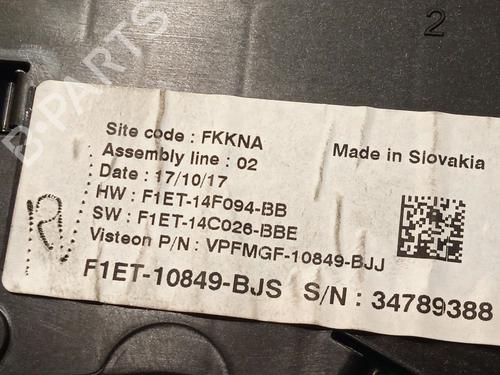 2
Site code : FKKNA
Assembly line : 02
Made in Slovakia
Date : 17/10/17
HW : F1ET-14F094-BB
SW : F1ET-14C026-BBE
Visteon P/N : VPFMGF-10849-BJJ
F1ET-10849-BJS S/N : 34789388
B-PARTS